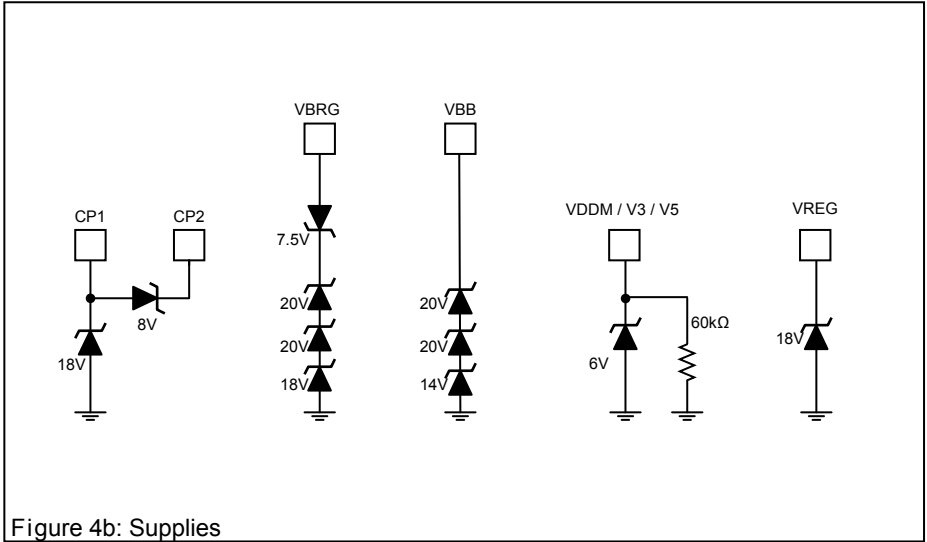 VBRG
VBB
CP1
CP2
VDDM / V3 / V5
VREG
7.5V
8V
18V
20V
20V
18V
20V
20V
14V
6V
60kΩ
18V
Figure 4b: Supplies